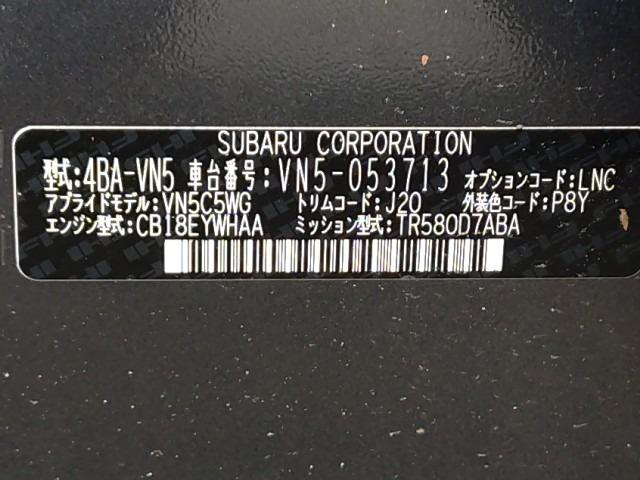 SUBARU CORPORATION
型式:4BA-VN5 車台番号:VN5-053713 オプションコード:LNC
アプライドモデル:VN5C5WG トリムコード:J20 外装色コード:P8Y
エンジン型式:CB18EYWHAA ミッション型式:TR580D7ABA